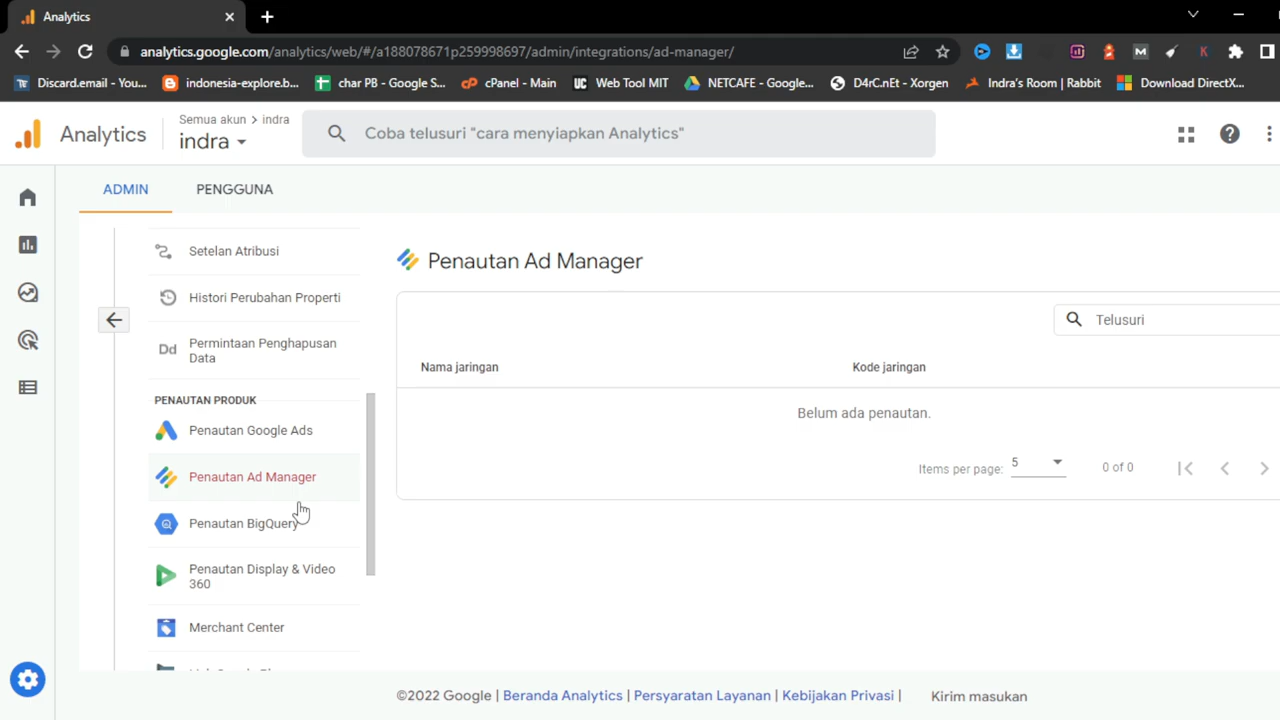 Analytics
analytics.google.com/analytics/web/#/a188078671p259998697/admin/integrations/ad-manager/
Discard.email - You...
indonesia-explore.b...
char PB - Google S...
cPanel - Main
Web Tool MIT
NETCAFE - Google...
D4rC.nEt - Xorgen
Indra's Room | Rabbit
Download DirectX...
Analytics
Semua akun > indra
indra
Coba telusuri "cara menyiapkan Analytics"
ADMIN
PENGGUNA
Setelan Atribusi
Histori Perubahan Properti
Dd
Permintaan Penghapusan
Data
PENAUTAN PRODUK
Penautan Google Ads
Penautan Ad Manager
Penautan BigQuery
Penautan Display & Video
360
Merchant Center
Penautan Ad Manager
Telusuri
Nama jaringan
Kode jaringan
Belum ada penautan.
Items per page: 5
0 of 0
©2022 Google | Beranda Analytics | Persyaratan Layanan | Kebijakan Privasi |
Kirim masukan